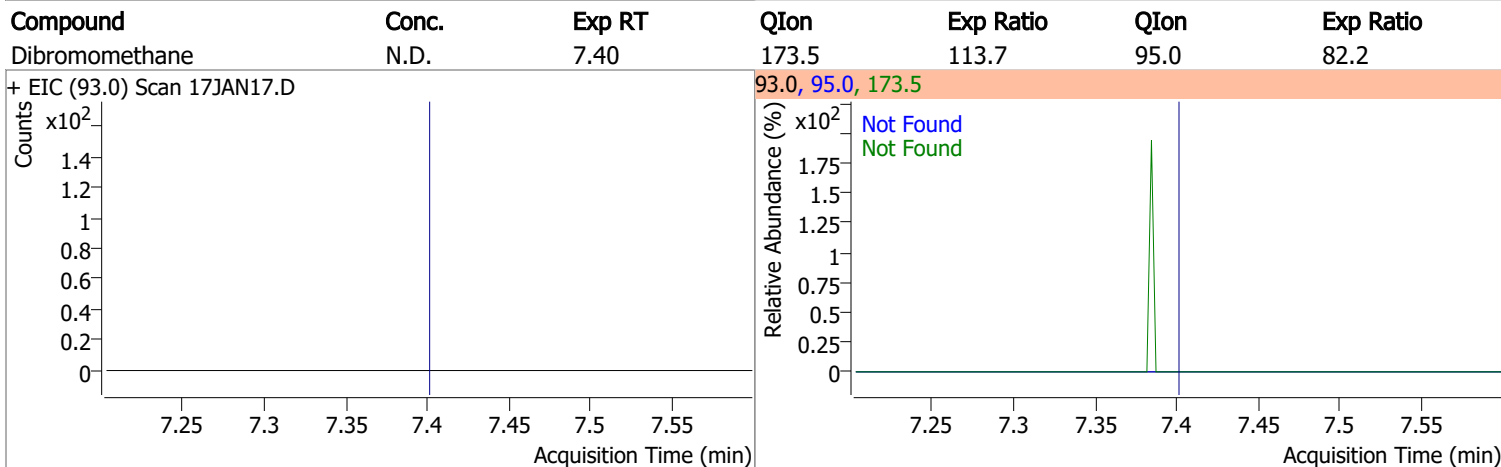 Compound Conc. Exp RT QIon Exp Ratio QIon Exp Ratio
Dibromomethane N.D. 7.40 173.5 113.7 95.0 82.2
+ EIC (93.0) Scan 17JAN17.D
Counts
x10²
1.4
1.2
1
0.8
0.6
0.4
0.2
0
7.25 7.3 7.35 7.4 7.45 7.5 7.55
Acquisition Time (min)
93.0, 95.0, 173.5
Relative Abundance (%)
x10²
Not Found
Not Found
1.75
1.5
1.25
1
0.75
0.5
0.25
0
7.25 7.3 7.35 7.4 7.45 7.5 7.55
Acquisition Time (min)